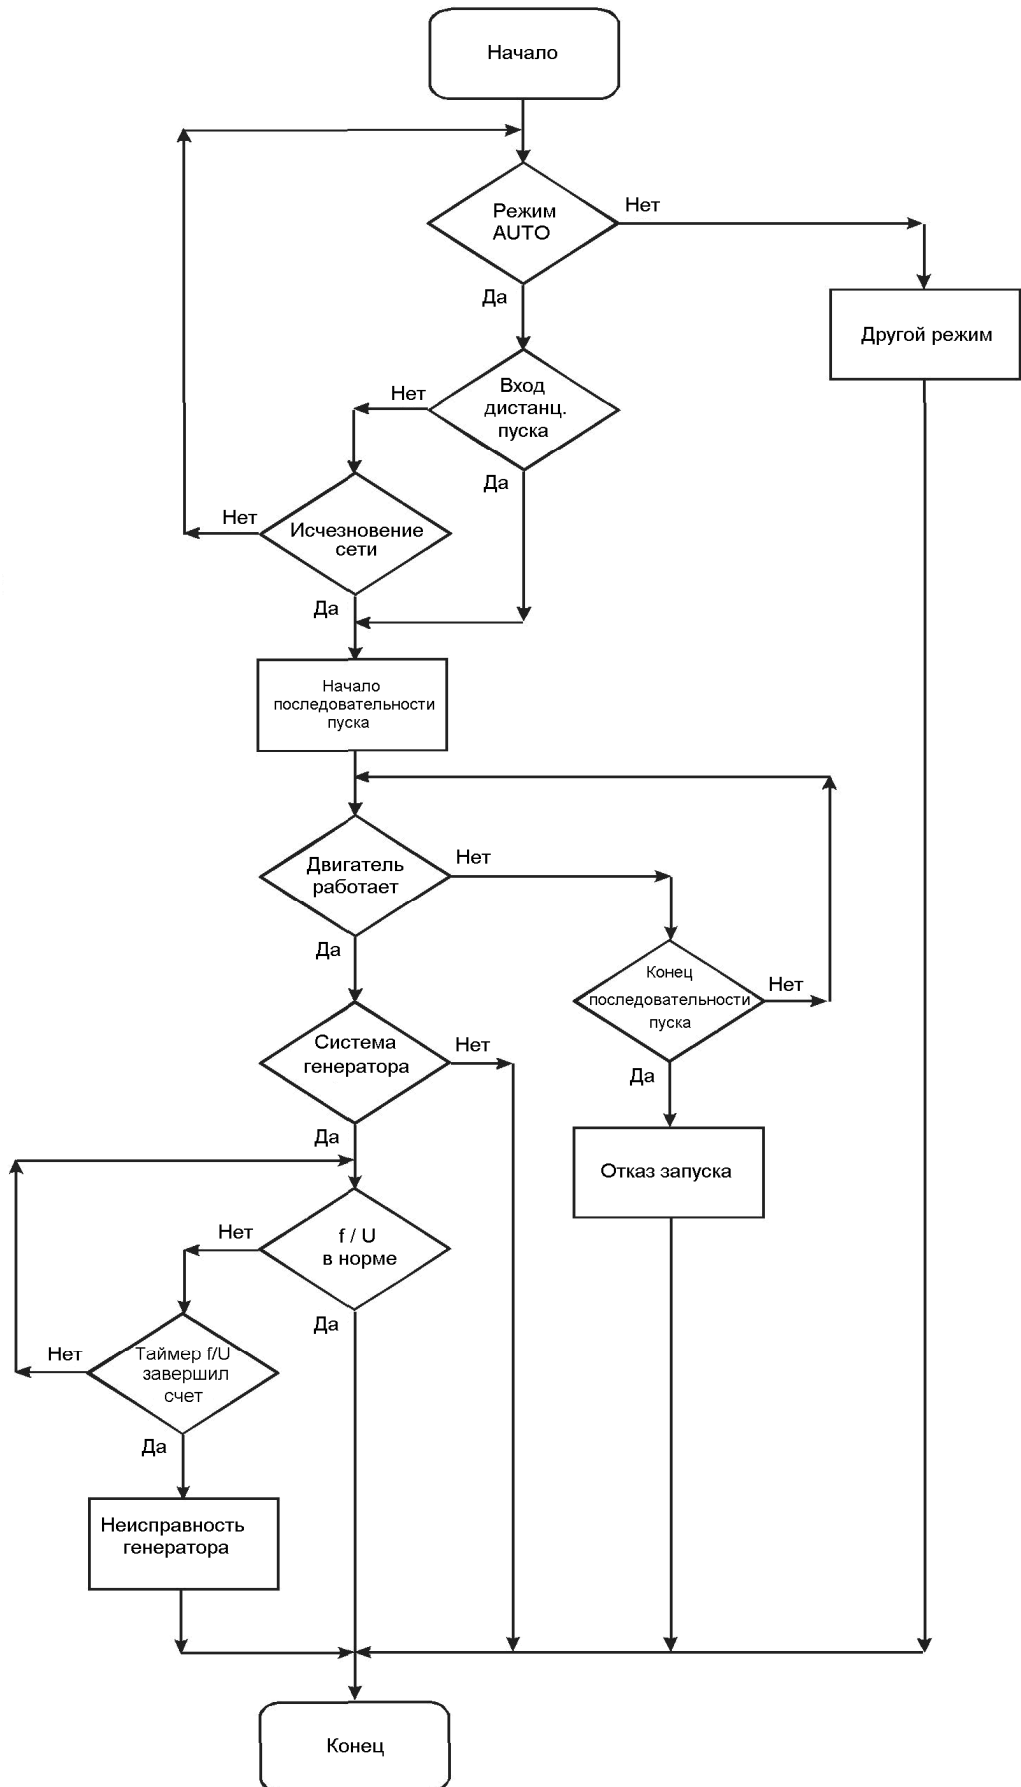 Начало
Режим
AUTO
Нет
Да
Другой режим
Вход
дистанц.
пуска
Нет
Да
Исчезновение
сети
Нет
Да
Начало
последовательности
пуска
Двигатель
работает
Нет
Да
Конец
последовательности
пуска
Нет
Да
Система
генератора
Нет
Да
Отказ запуска
f / U
в норме
Нет
Да
Таймер f/U
завершил
счет
Нет
Да
Неисправность
генератора
Конец